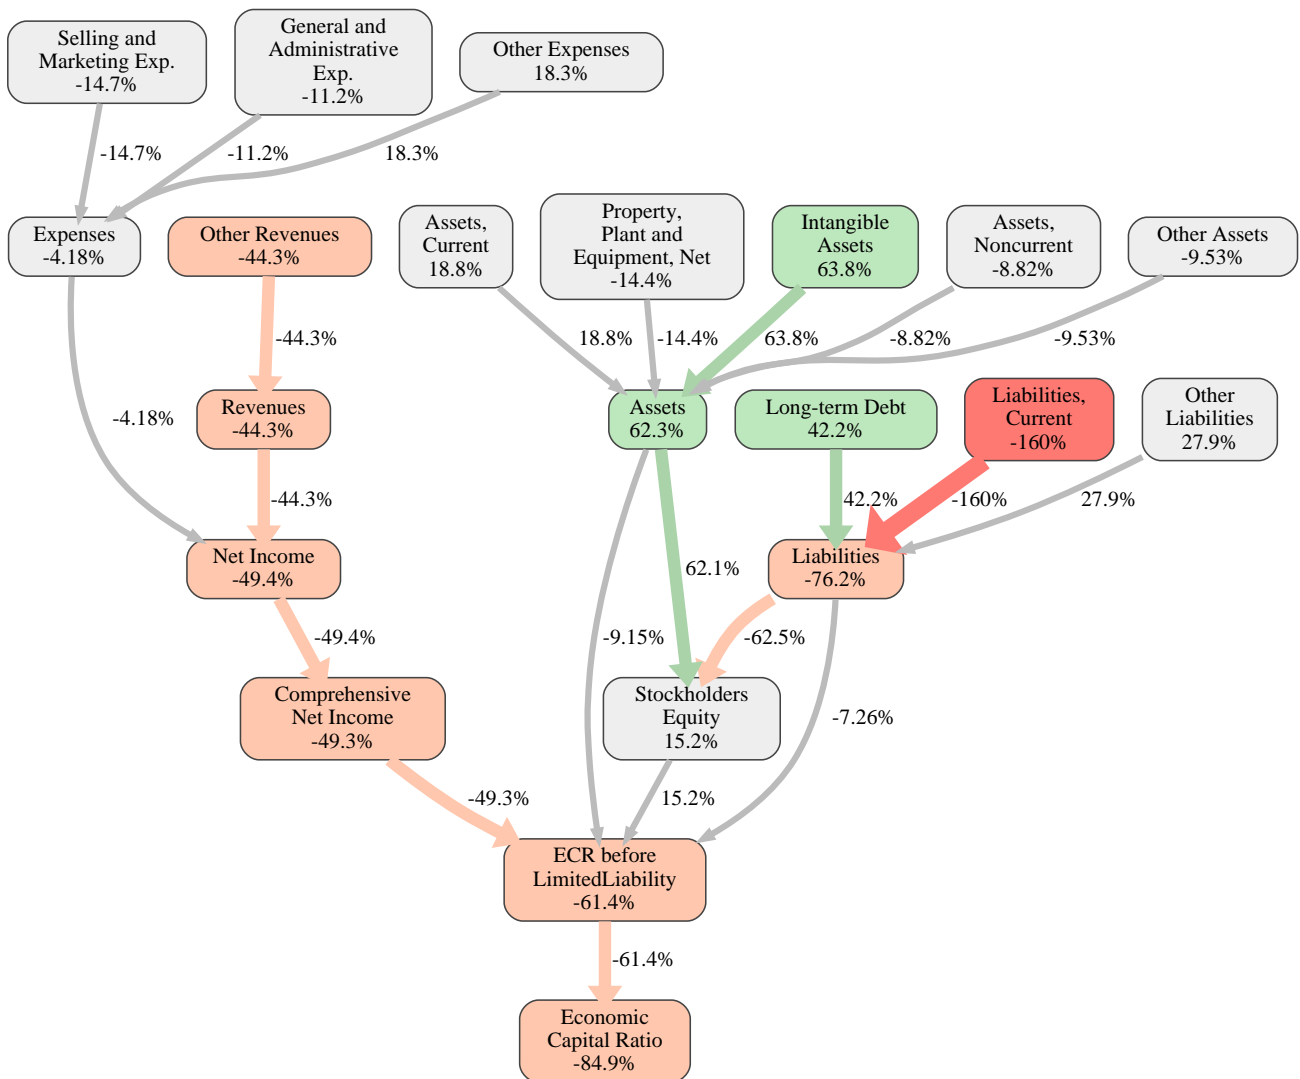 Selling and
Marketing Exp.
-14.7%
General and
Administrative
Exp.
-11.2%
Other Expenses
18.3%
-14.7%
-11.2%
18.3%
Expenses
-4.18%
Other Revenues
-44.3%
Assets,
Current
18.8%
Property,
Plant and
Equipment, Net
-14.4%
Intangible
Assets
63.8%
Assets,
Noncurrent
-8.82%
Other Assets
-9.53%
-44.3%
18.8%
-14.4%
63.8%
-8.82%
-9.53%
-4.18%
Revenues
-44.3%
Assets
62.3%
Long-term Debt
42.2%
Liabilities,
Current
-160%
Other
Liabilities
27.9%
-44.3%
42.2%
-160%
27.9%
Net Income
-49.4%
62.1%
Liabilities
-76.2%
-49.4%
-9.15%
-62.5%
Comprehensive
Net Income
-49.3%
Stockholders
Equity
15.2%
-7.26%
-49.3%
15.2%
ECR before
LimitedLiability
-61.4%
-61.4%
Economic
Capital Ratio
-84.9%